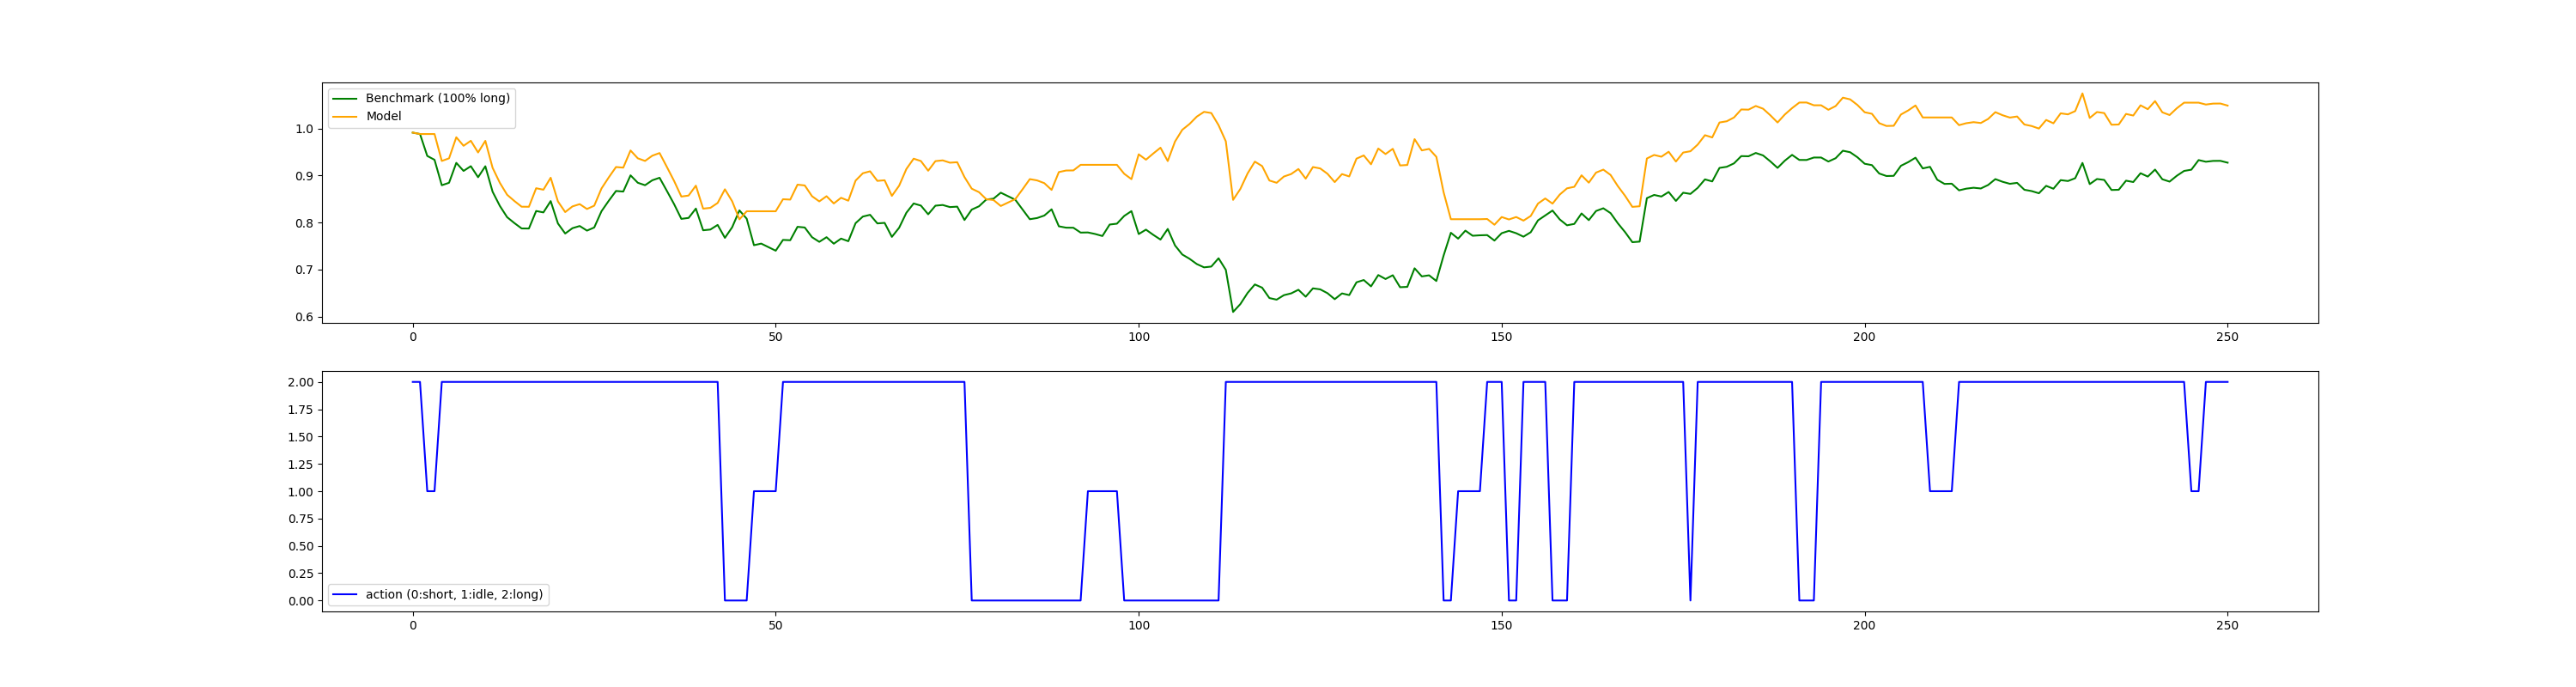 Benchmark (100% long)
Model
1.0
0.9
0.8
0.7
0.6
0 50 100 150 200 250
2.00
1.75
1.50
1.25
1.00
0.75
0.50
0.25
0.00
action (0:short, 1:idle, 2:long)
0 50 100 150 200 250